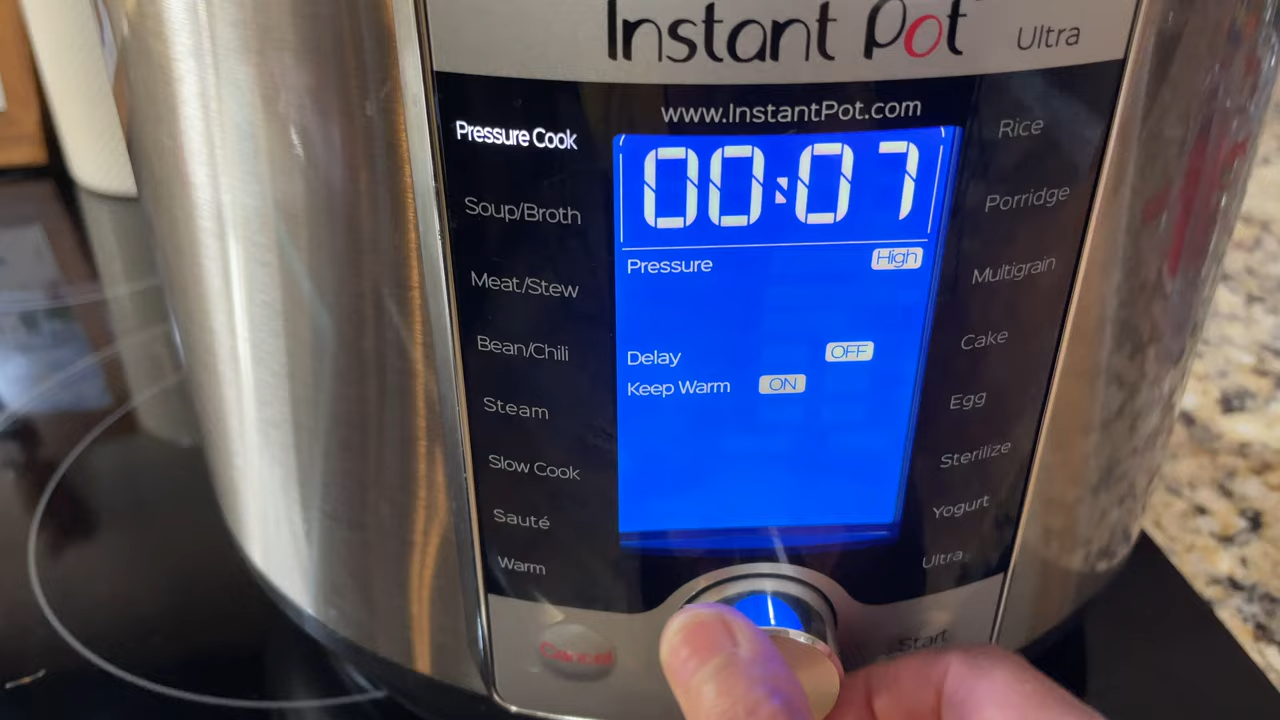 Instant Pot Ultra
www.InstantPot.com
Pressure Cook
Soup/Broth
Meat/Stew
Bean/Chili
Steam
Slow Cook
Sauté
Warm
00:07
Pressure High
Delay OFF
Keep Warm ON
Rice
Porridge
Multigrain
Cake
Egg
Sterilize
Yogurt
Ultra
Cancel
Start